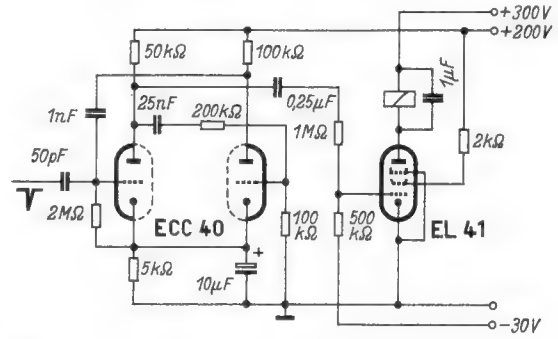 +300V
+200V
50kΩ
100kΩ
1µF
1nF
25nF
200kΩ
0,25µF
1MΩ
2kΩ
50pF
2MΩ
ECC 40
100
kΩ
500
kΩ
EL 41
5kΩ
+
10µF
-30V